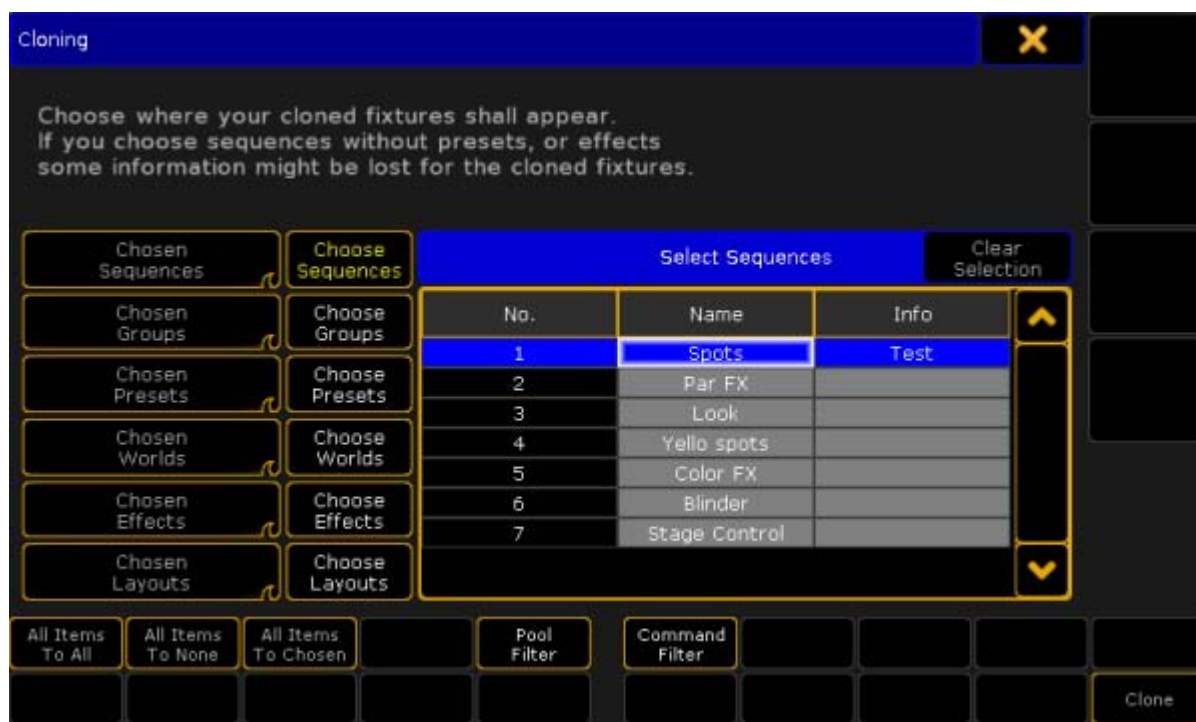 Cloning
Choose where your cloned fixtures shall appear.
If you choose sequences without presets, or effects
some information might be lost for the cloned fixtures.
Chosen
Sequences
Choose
Sequences
Chosen
Groups
Choose
Groups
Chosen
Presets
Choose
Presets
Chosen
Worlds
Choose
Worlds
Chosen
Effects
Choose
Effects
Chosen
Layouts
Choose
Layouts
Select Sequences
Clear
Selection
No. Name Info
1 Spots Test
2 Par FX
3 Look
4 Yello spots
5 Color FX
6 Blinder
7 Stage Control
All Items
To All
All Items
To None
All Items
To Chosen
Pool
Filter
Command
Filter
Clone